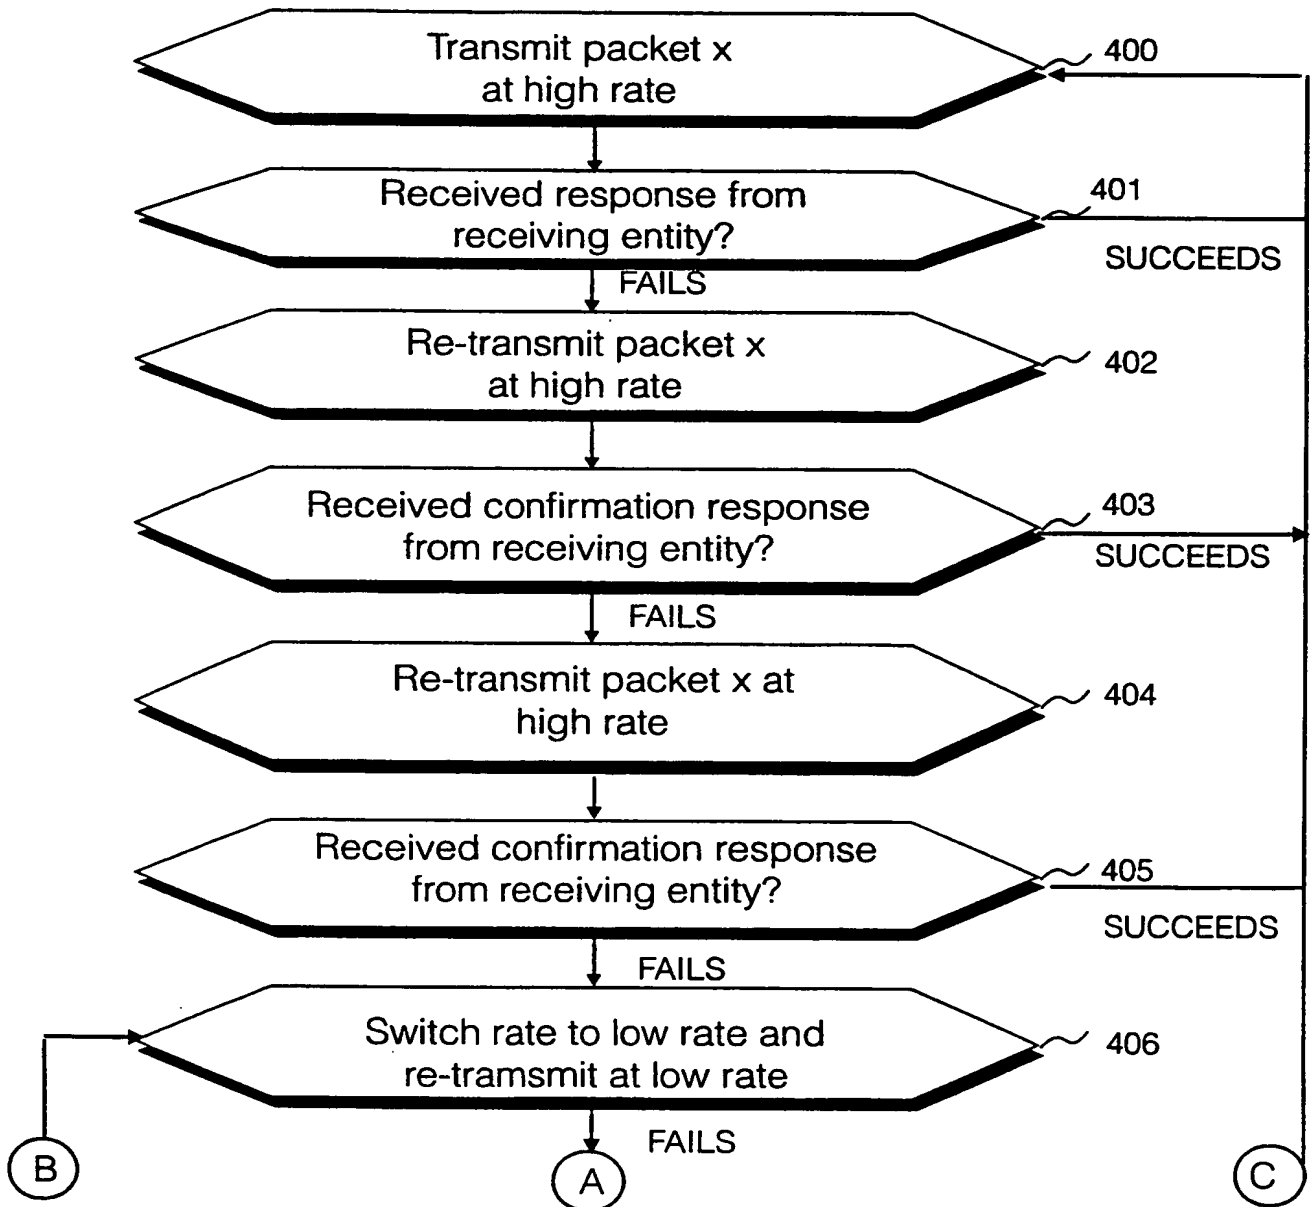 Transmit packet x
at high rate
400
Received response from
receiving entity?
401
SUCCEEDS
FAILS
Re-transmit packet x
at high rate
402
Received confirmation response
from receiving entity?
403
SUCCEEDS
FAILS
Re-transmit packet x at
high rate
404
Received confirmation response
from receiving entity?
405
SUCCEEDS
FAILS
Switch rate to low rate and
re-tramsmit at low rate
406
FAILS
B
A
C